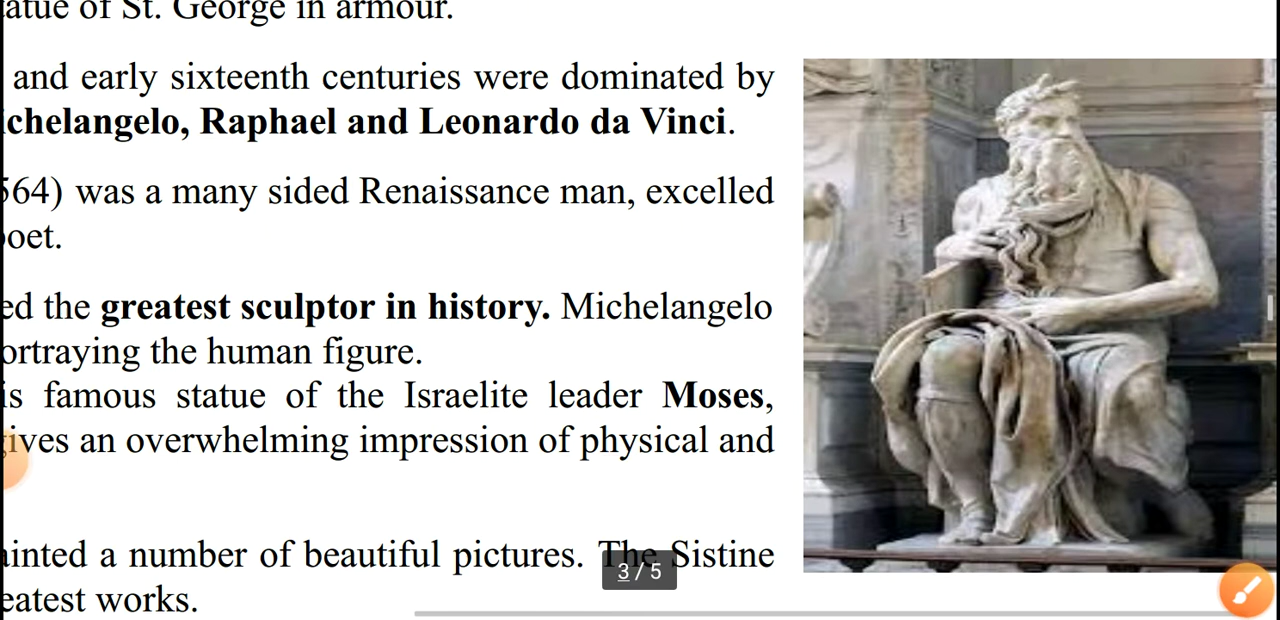 atue of St. George in armour.
and early sixteenth centuries were dominated by
ichelangelo, Raphael and Leonardo da Vinci.
564) was a many sided Renaissance man, excelled
oet.
ed the greatest sculptor in history. Michelangelo
ortraying the human figure.
is famous statue of the Israelite leader Moses,
gives an overwhelming impression of physical and
ainted a number of beautiful pictures. The Sistine
eatest works.
3 / 5